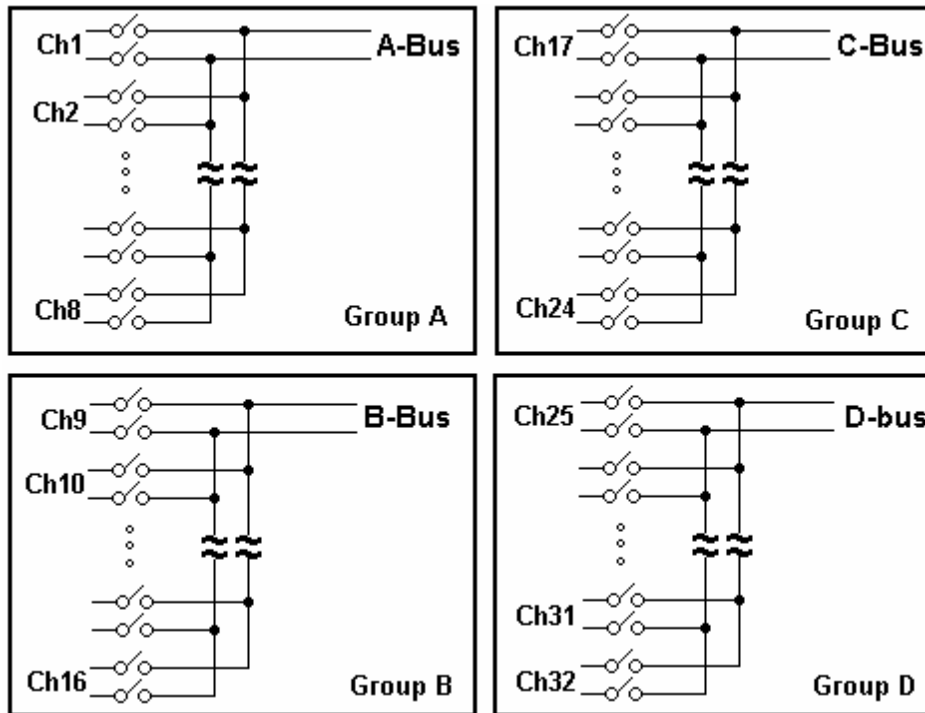 Ch1
A-Bus
Ch2
Ch8
Group A
Ch17
C-Bus
Ch24
Group C
Ch9
B-Bus
Ch10
Ch16
Group B
Ch25
D-bus
Ch31
Ch32
Group D